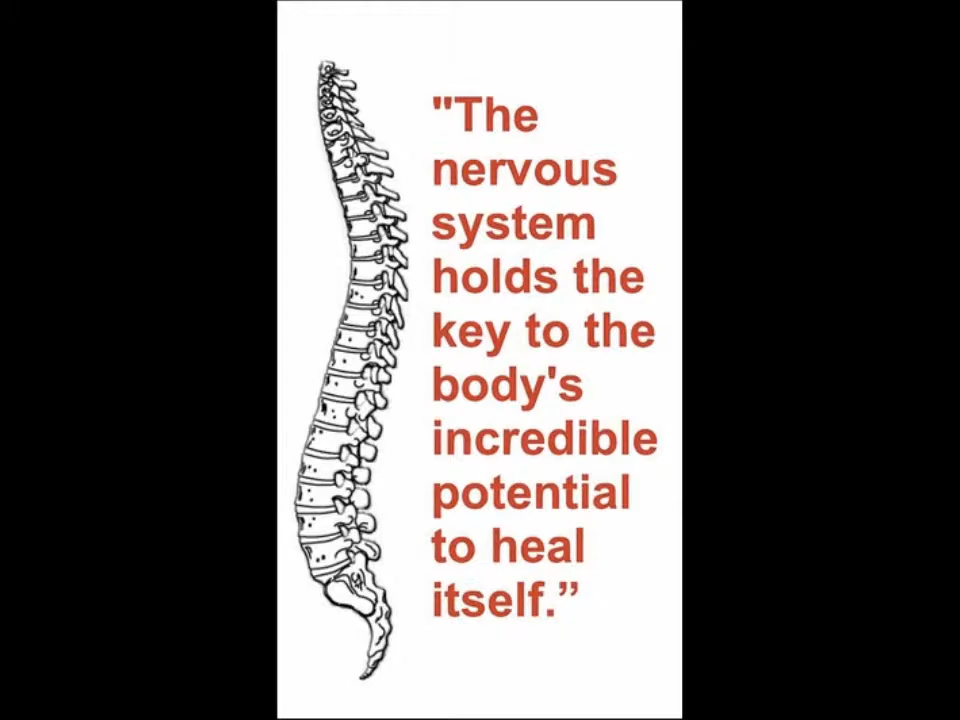 "The
nervous
system
holds the
key to the
body's
incredible
potential
to heal
itself.”